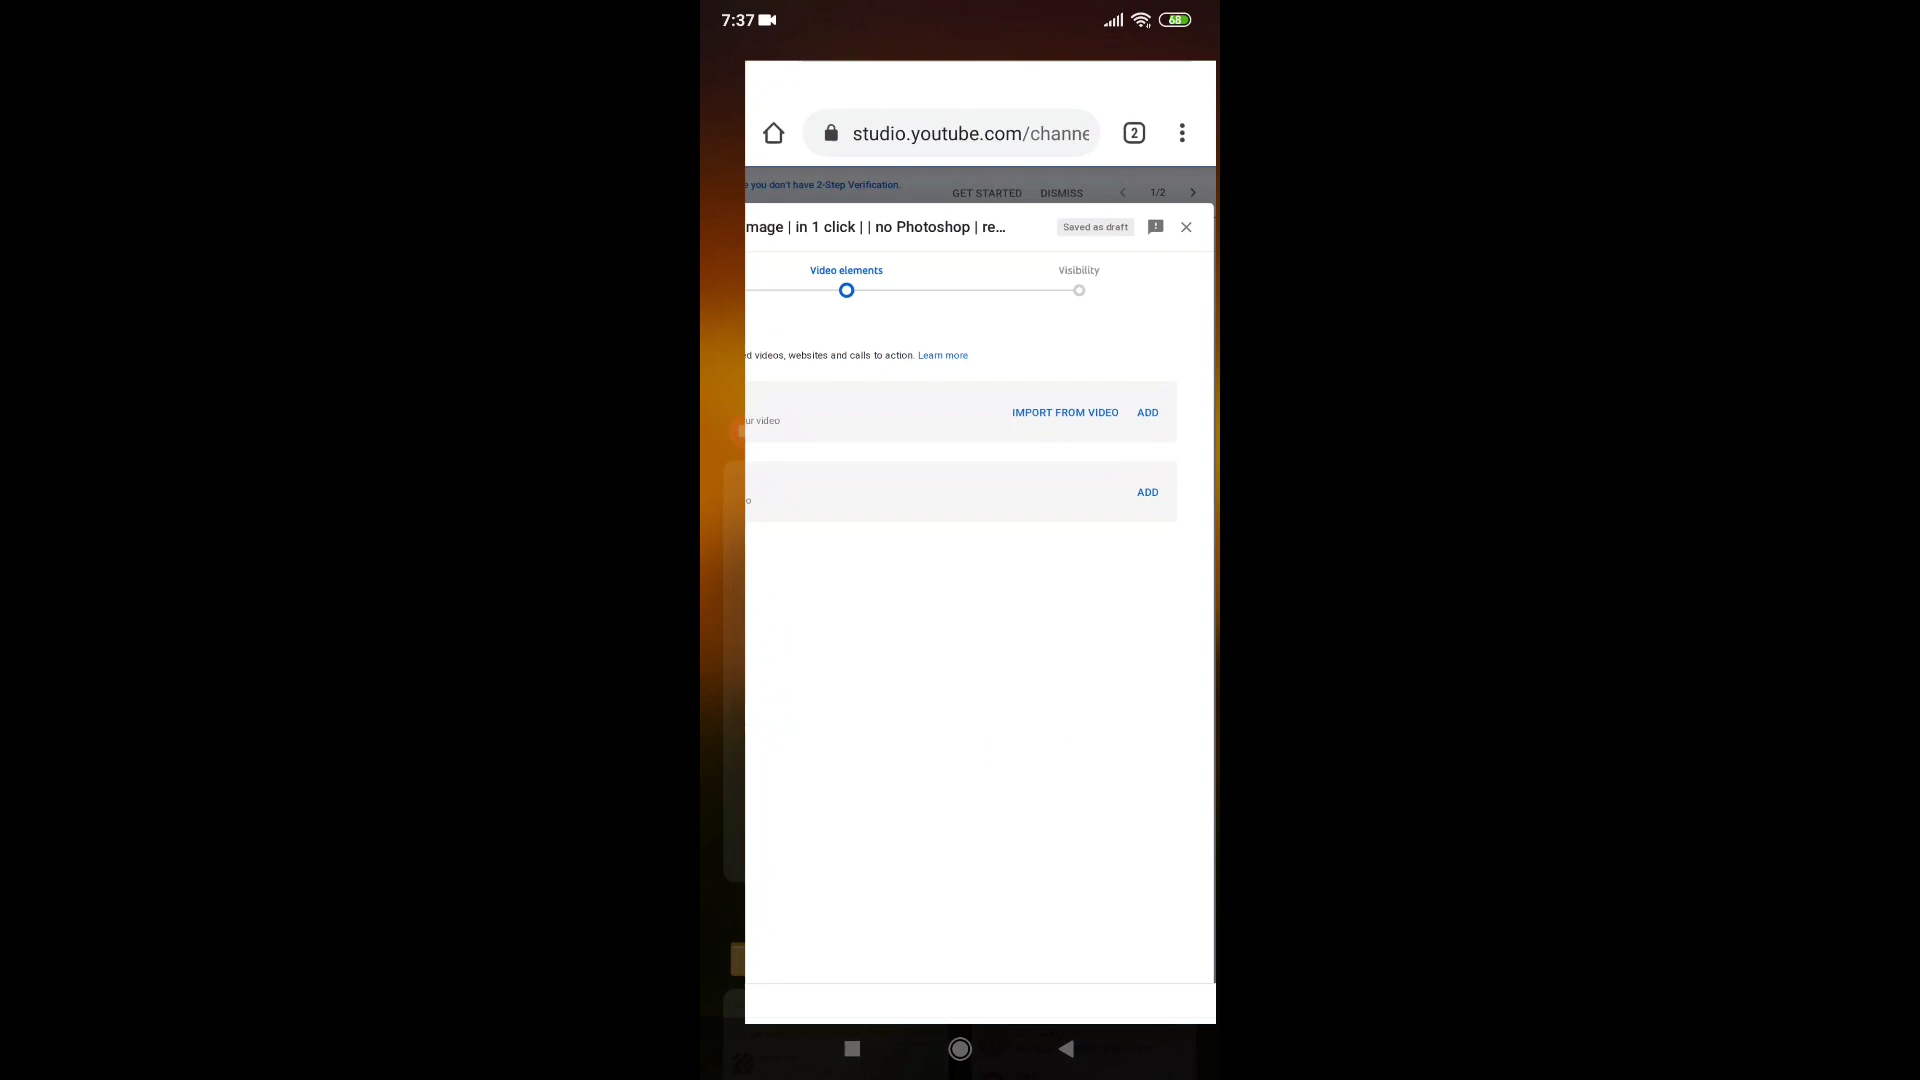 7:37
68
studio.youtube.com/channe
2
e you don't have 2-Step Verification.
GET STARTED DISMISS 1/2
mage | in 1 click | | no Photoshop | re...
Saved as draft
Video elements Visibility
ed videos, websites and calls to action. Learn more
IMPORT FROM VIDEO ADD
ur video
ADD
o